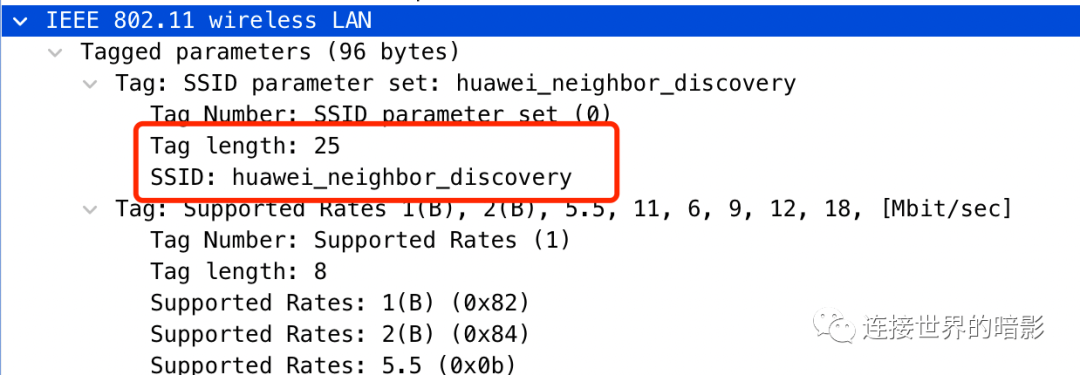 IEEE 802.11 wireless LAN
Tagged parameters (96 bytes)
Tag: SSID parameter set: huawei_neighbor_discovery
Tag Number: SSID parameter set (0)
Tag length: 25
SSID: huawei_neighbor_discovery
Tag: Supported Rates 1(B), 2(B), 5.5, 11, 6, 9, 12, 18, [Mbit/sec]
Tag Number: Supported Rates (1)
Tag length: 8
Supported Rates: 1(B) (0x82)
Supported Rates: 2(B) (0x84)
Supported Rates: 5.5 (0x0b)
连接世界的暗影